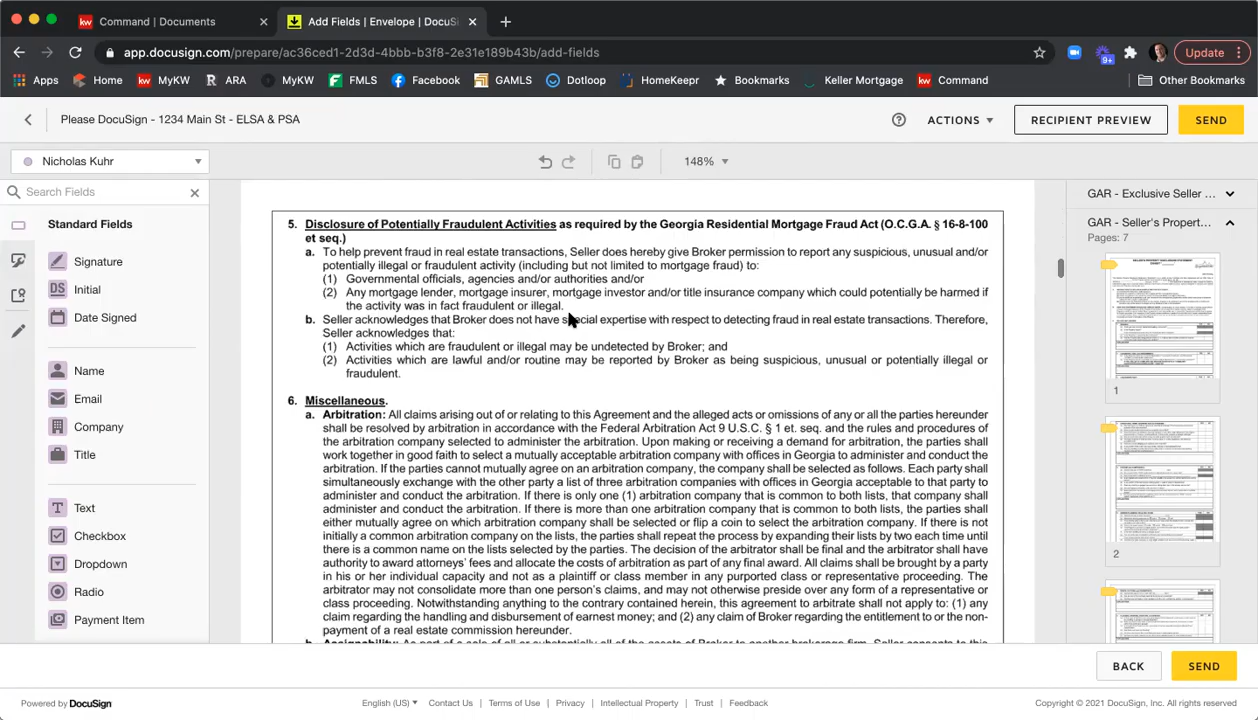 Command | Documents
Add Fields | Envelope | DocuSi
app.docusign.com/prepare/ac36ced1-2d3d-4bbb-b3f8-2e31e189b43b/add-fields
Update
Apps
Home
MyKW
ARA
MyKW
FMLS
Facebook
GAMLS
Dotloop
HomeKeepr
Bookmarks
Keller Mortgage
Command
Other Bookmarks
Please DocuSign - 1234 Main St - ELSA & PSA
ACTIONS
RECIPIENT PREVIEW
SEND
Nicholas Kuhr
148%
Search Fields
Standard Fields
Signature
Initial
Date Signed
Name
Email
Company
Title
Text
Checkbox
Dropdown
Radio
Payment Item
5. Disclosure of Potentially Fraudulent Activities as required by the Georgia Residential Mortgage Fraud Act (O.C.G.A. § 16-8-100
et seq.)
a. To help prevent fraud in real estate transactions, Seller does hereby give Broker permission to report any suspicious, unusual and/or
potentially illegal or fraudulent activity (including but not limited to mortgage fraud) to:
(1) Governmental officials, agencies and/or authorities and/or
(2) Any mortgage lender, mortgage insurer, mortgage investor and/or title insurance company which could potentially be harmed if
the activity was in fact fraudulent or illegal.
b. Seller acknowledges that Broker does not have special expertise with respect to detecting fraud in real estate transactions. Therefore,
Seller acknowledges that:
(1) Activities which are fraudulent or illegal may be undetected by Broker; and
(2) Activities which are lawful and/or routine may be reported by Broker as being suspicious, unusual or potentially illegal or
fraudulent.
6. Miscellaneous.
a. Arbitration: All claims arising out of or relating to this Agreement and the alleged acts or omissions of any or all the parties hereunder
shall be resolved by arbitration in accordance with the Federal Arbitration Act 9 U.S.C. § 1 et. seq. and the rules and procedures of
the arbitration company selected to administer the arbitration. Upon making or receiving a demand for arbitration, the parties shall
work together in good faith to select a mutually acceptable arbitration company with offices in Georgia to administer and conduct the
arbitration. If the parties cannot mutually agree on an arbitration company, the company shall be selected as follows. Each party shall
simultaneously exchange with the other party a list of three arbitration companies with offices in Georgia acceptable to that party to
administer and conduct the arbitration. If there is only one (1) arbitration company that is common to both lists, that company shall
administer and conduct the arbitration. If there is more than one arbitration company that is common to both lists, the parties shall
either mutually agree on which arbitration company shall be selected or flip a coin to select the arbitration company. If there is not
initially a common arbitration company on the lists, the parties shall repeat the process by expanding their lists by two each time until
there is a common name on the lists selected by the parties. The decision of the arbitrator shall be final and the arbitrator shall have
authority to award attorneys' fees and allocate the costs of arbitration as part of any final award. All claims shall be brought by a party
in his or her individual capacity and not as a plaintiff or class member in any purported class or representative proceeding. The
arbitrator may not consolidate more than one person's claims, and may not otherwise preside over any form of a representative or
class proceeding. Notwithstanding anything to the contrary contained herein, this agreement to arbitrate shall not apply to: (1) any
claim regarding the handling and disbursement of earnest money; and (2) any claim of Broker regarding the entitlement to or the non-
payment of a real estate commission hereunder.
GAR - Exclusive Seller ...
GAR - Seller's Propert...
Pages: 7
1
2
BACK
SEND
Powered by DocuSign
English (US)
Contact Us
Terms of Use
Privacy
Intellectual Property
Trust
Feedback
Copyright © 2021 DocuSign, Inc. All rights reserved